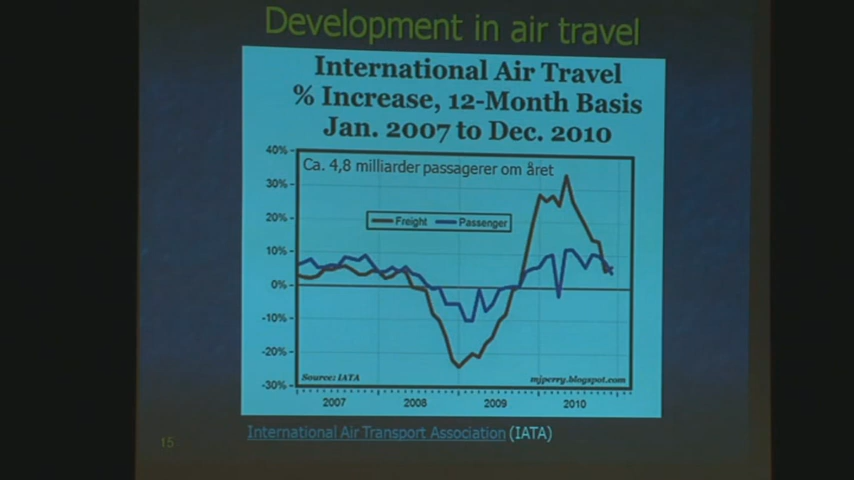 Development in air travel
International Air Travel
% Increase, 12-Month Basis
Jan. 2007 to Dec. 2010
Ca. 4,8 milliarder passagerer om året
Freight
Passenger
40%
30%
20%
10%
0%
-10%
-20%
-30%
Source: IATA
mjperry.blogspot.com
2007
2008
2009
2010
International Air Transport Association (IATA)
15